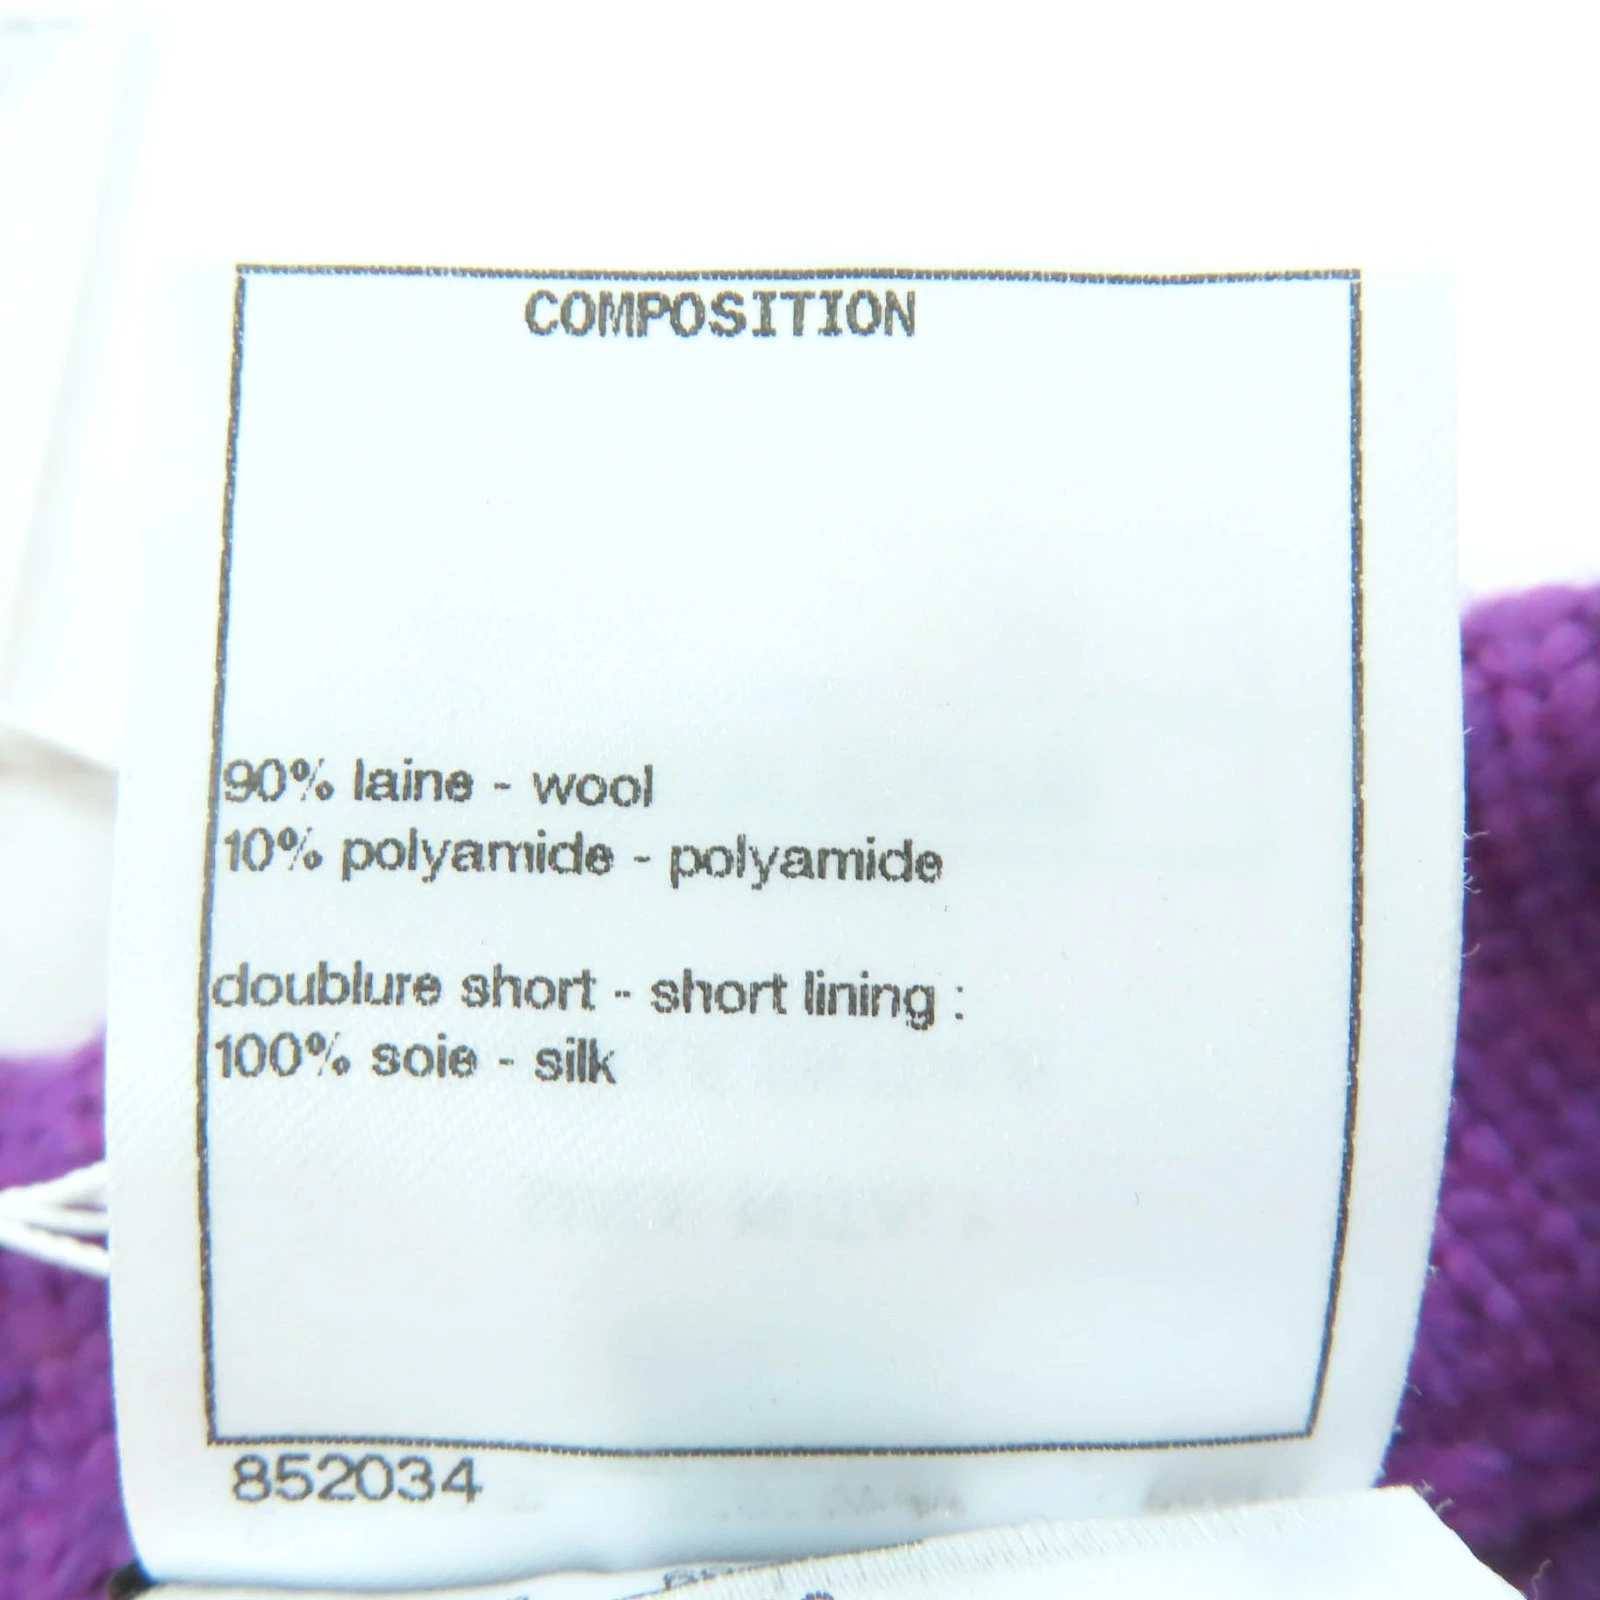 COMPOSITION
90% laine - wool
10% polyamide - polyamide
doublure short - short lining :
100% soie - silk
852034